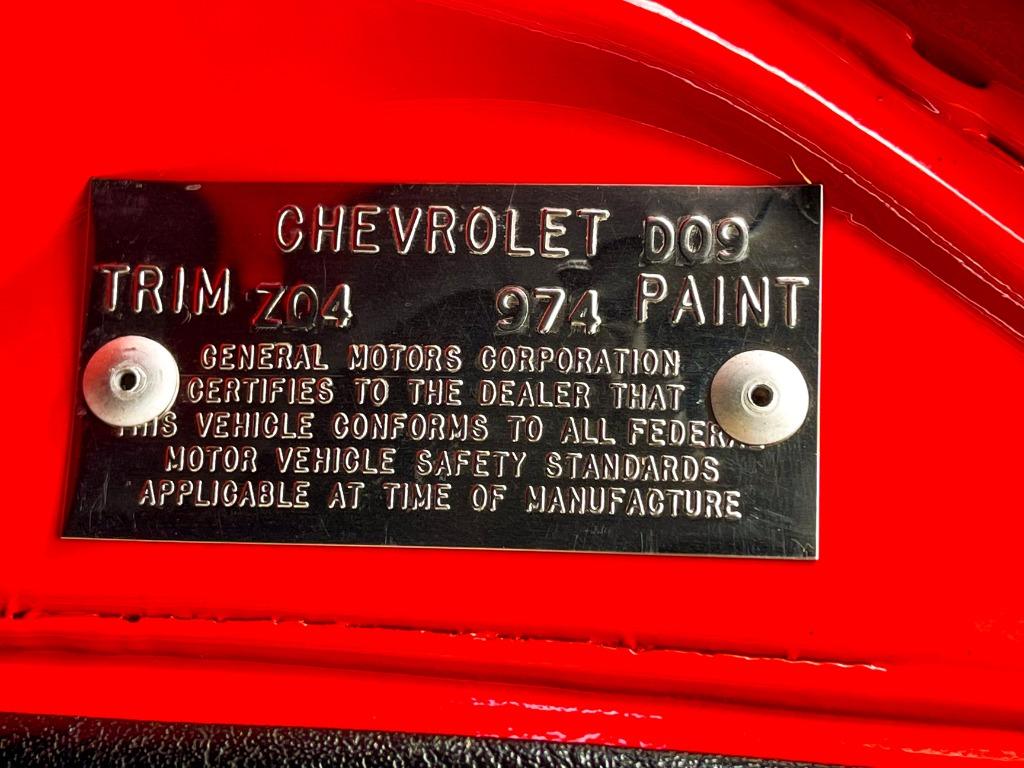 CHEVROLET D09
TRIM Z04 974 PAINT
GENERAL MOTORS CORPORATION
CERTIFIES TO THE DEALER THAT
VEHICLE CONFORMS TO ALL
MOTOR VEHICLE SAFETY STANDARDS
APPLICABLE AT TIME OF MANUFACTURE